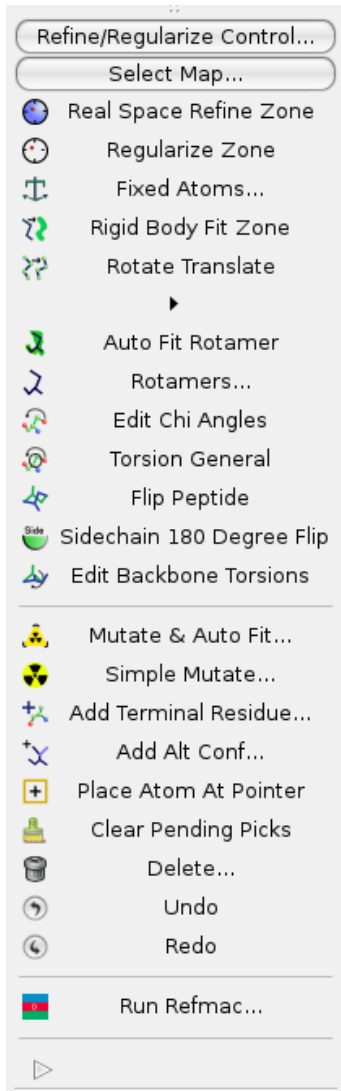 Refine/Regularize Control...
Select Map...
Real Space Refine Zone
Regularize Zone
Fixed Atoms...
Rigid Body Fit Zone
Rotate Translate
Auto Fit Rotamer
Rotamers...
Edit Chi Angles
Torsion General
Flip Peptide
Side
Sidechain 180 Degree Flip
Edit Backbone Torsions
Mutate & Auto Fit...
Simple Mutate...
Add Terminal Residue...
Add Alt Conf...
Place Atom At Pointer
Clear Pending Picks
Delete...
Undo
Redo
Run Refmac...